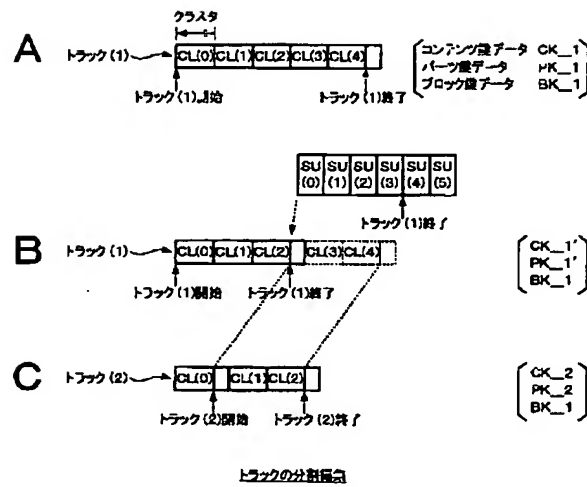 クラスタ
A
トラック(1)
CL(0) CL(1) CL(2) CL(3) CL(4)
トラック(1)開始
トラック(1)終了
コンテンツ鍵データ CK_1
パーツ鍵データ PK_1
ブロック鍵データ BK_1
SU (0) SU (1) SU (2) SU (3) SU (4) SU (5)
トラック(1)終了
B
トラック(1)
CL(0) CL(1) CL(2) CL(3) CL(4)
トラック(1)開始
トラック(1)終了
CK_1'
PK_1'
BK_1
C
トラック(2)
CL(0) CL(1) CL(2)
トラック(2)開始
トラック(2)終了
CK_2
PK_2
BK_1
トラックの分割編集